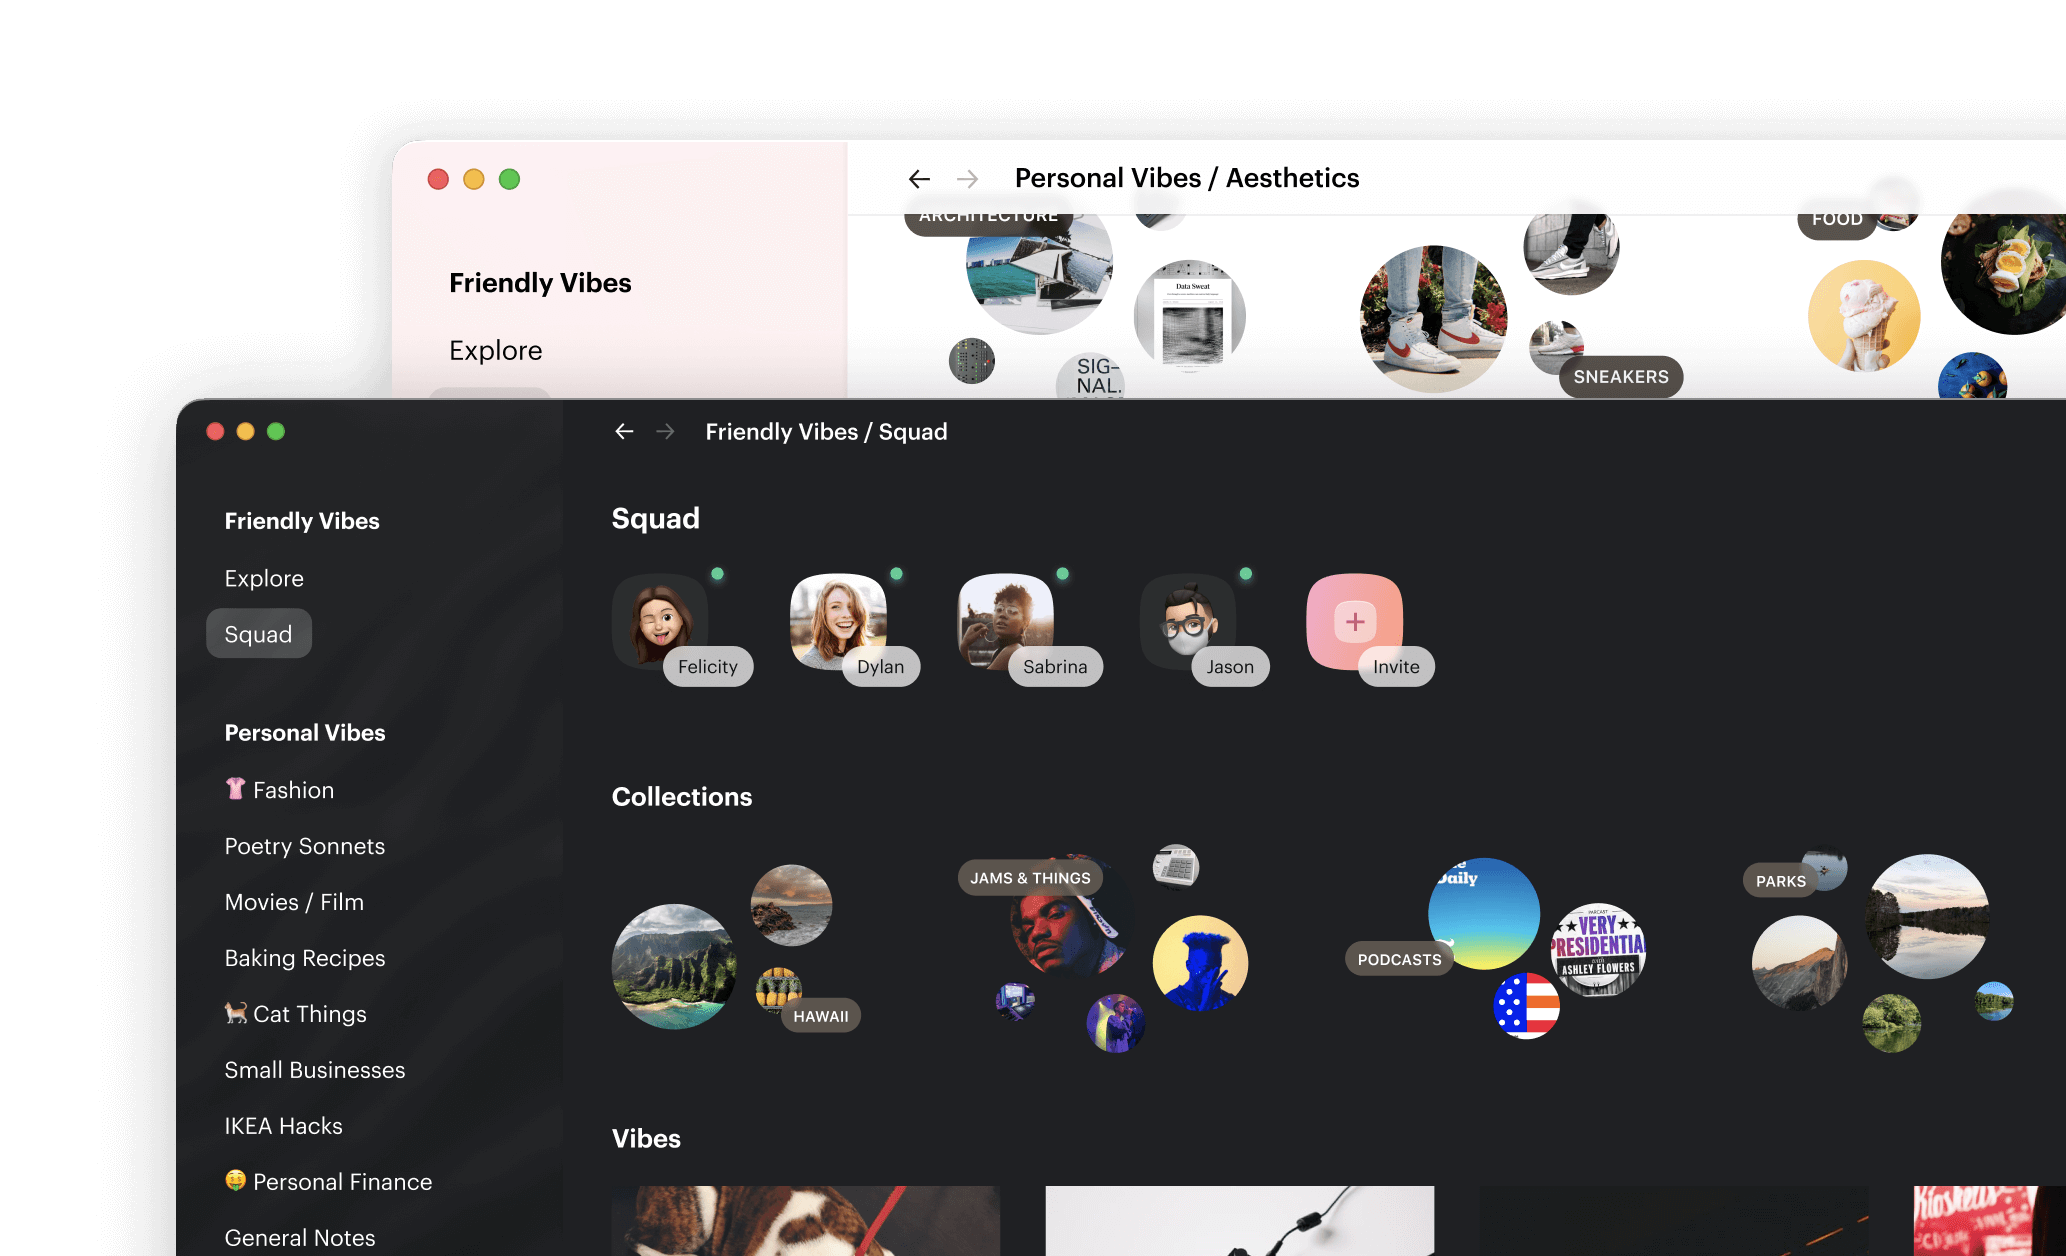 Personal Vibes / Aesthetics
ARCHITECTURE
FOOD
Friendly Vibes
Data Sweat
Explore
SIG–
NAL.
SNEAKERS
Friendly Vibes / Squad
Friendly Vibes
Explore
Squad
Personal Vibes
Fashion
Poetry Sonnets
Movies / Film
Baking Recipes
Cat Things
Small Businesses
IKEA Hacks
Personal Finance
General Notes
Squad
Felicity
Dylan
Sabrina
Jason
Invite
Collections
HAWAII
JAMS & THINGS
Daily
PODCASTS
PARCAST
VERY
PRESIDENTIAL
with
ASHLEY FLOWERS
PARKS
Vibes